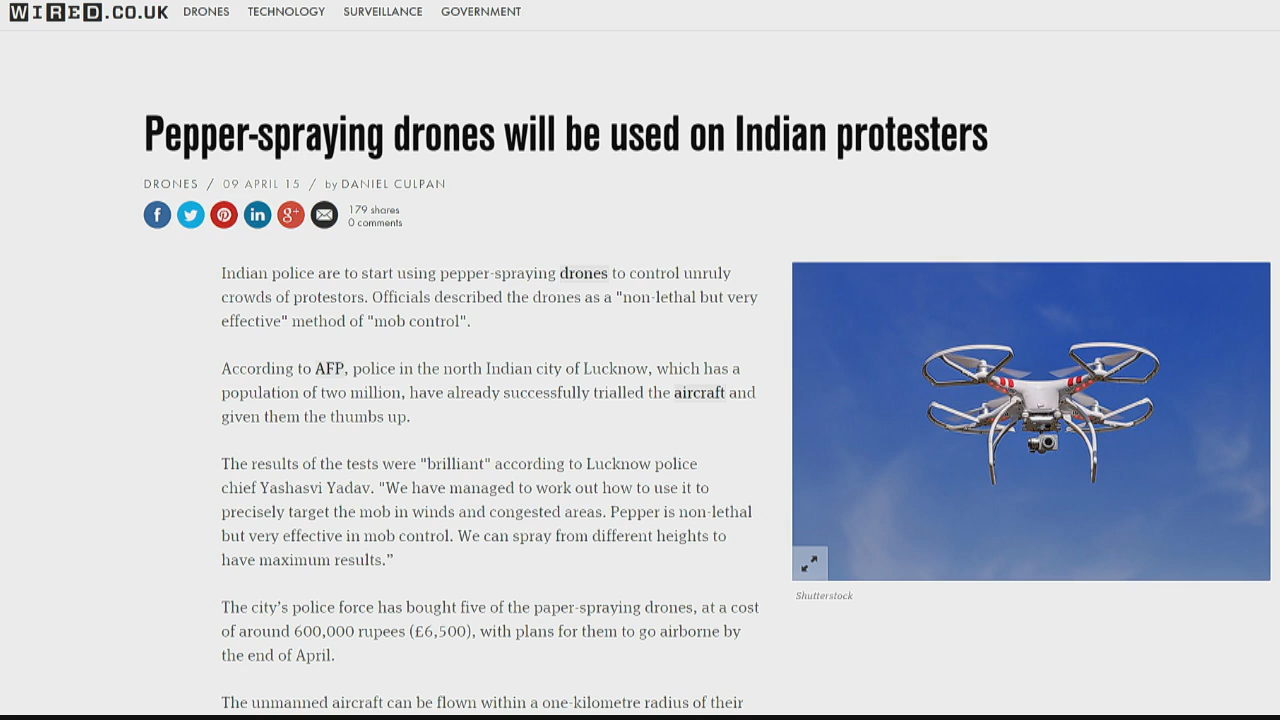 WIRED.CO.UK DRONES TECHNOLOGY SURVEILLANCE GOVERNMENT
Pepper-spraying drones will be used on Indian protesters
DRONES / 09 APRIL 15 / by DANIEL CULPAN
f in g+ 179 shares
0 comments
Indian police are to start using pepper-spraying drones to control unruly
crowds of protestors. Officials described the drones as a "non-lethal but very
effective" method of "mob control".
According to AFP, police in the north Indian city of Lucknow, which has a
population of two million, have already successfully trialled the aircraft and
given them the thumbs up.
The results of the tests were "brilliant" according to Lucknow police
chief Yashasvi Yadav. "We have managed to work out how to use it to
precisely target the mob in winds and congested areas. Pepper is non-lethal
but very effective in mob control. We can spray from different heights to
have maximum results.”
The city’s police force has bought five of the paper-spraying drones, at a cost
of around 600,000 rupees (£6,500), with plans for them to go airborne by
the end of April.
The unmanned aircraft can be flown within a one-kilometre radius of their
Shutterstock